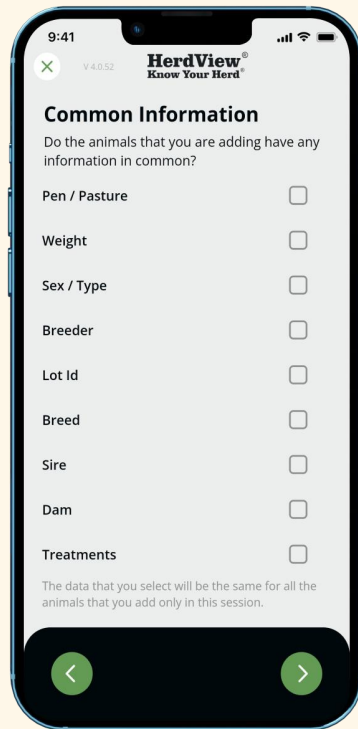 9:41
V 4.0.52
HerdView®
Know Your Herd®
Common Information
Do the animals that you are adding have any
information in common?
Pen / Pasture
Weight
Sex / Type
Breeder
Lot Id
Breed
Sire
Dam
Treatments
The data that you select will be the same for all the
animals that you add only in this session.